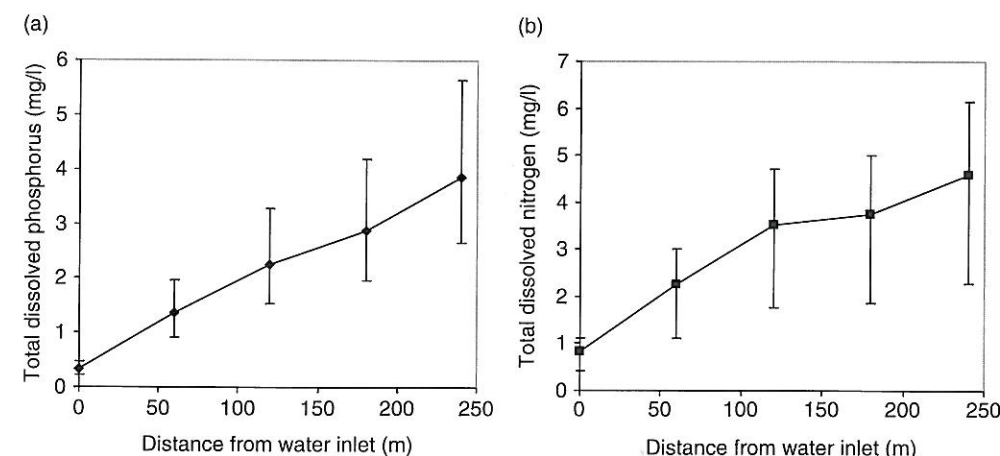 (a)
Total dissolved phosphorus (mg/l)
6
5
4
3
2
1
0
0 50 100 150 200 250
Distance from water inlet (m)
(b)
Total dissolved nitrogen (mg/l)
7
6
5
4
3
2
1
0
0 50 100 150 200 250
Distance from water inlet (m)